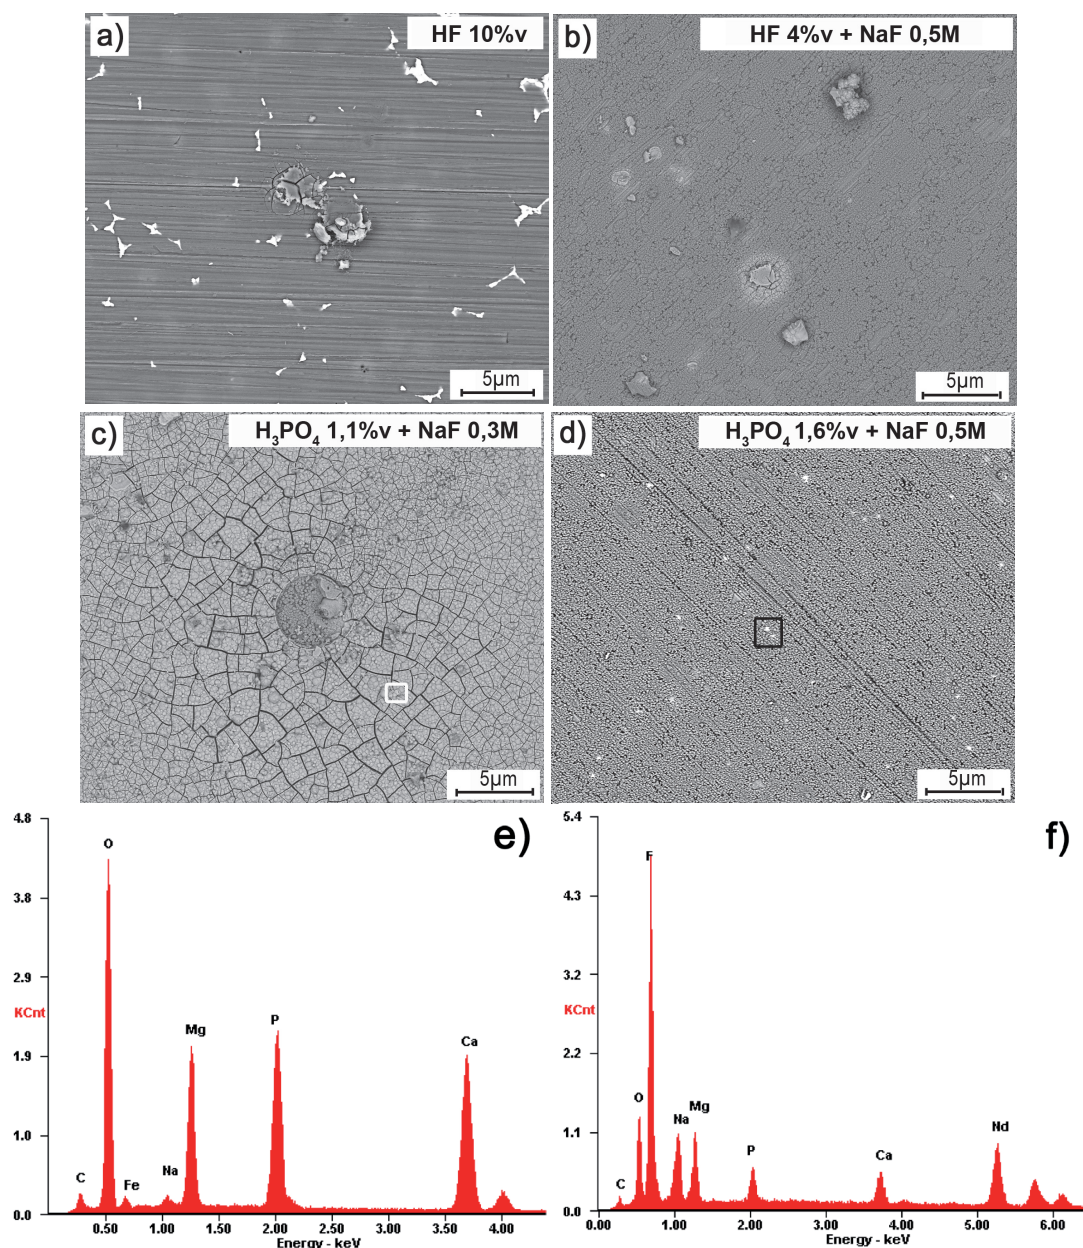 a)
HF 10%v
5µm
b)
HF 4%v + NaF 0,5M
5µm
c)
H₃PO₄ 1,1%v + NaF 0,3M
5µm
d)
H₃PO₄ 1,6%v + NaF 0,5M
5µm
e)
4.8
3.8
2.9
KCnt
1.9
1.0
0.0
C
O
Fe
Na
Mg
P
Ca
0.50 1.00 1.50 2.00 2.50 3.00 3.50 4.00
Energy - keV
f)
5.4
4.3
3.2
KCnt
2.2
1.1
0.0
C
O
F
Na
Mg
P
Ca
Nd
0.00 1.00 2.00 3.00 4.00 5.00 6.00
Energy - keV